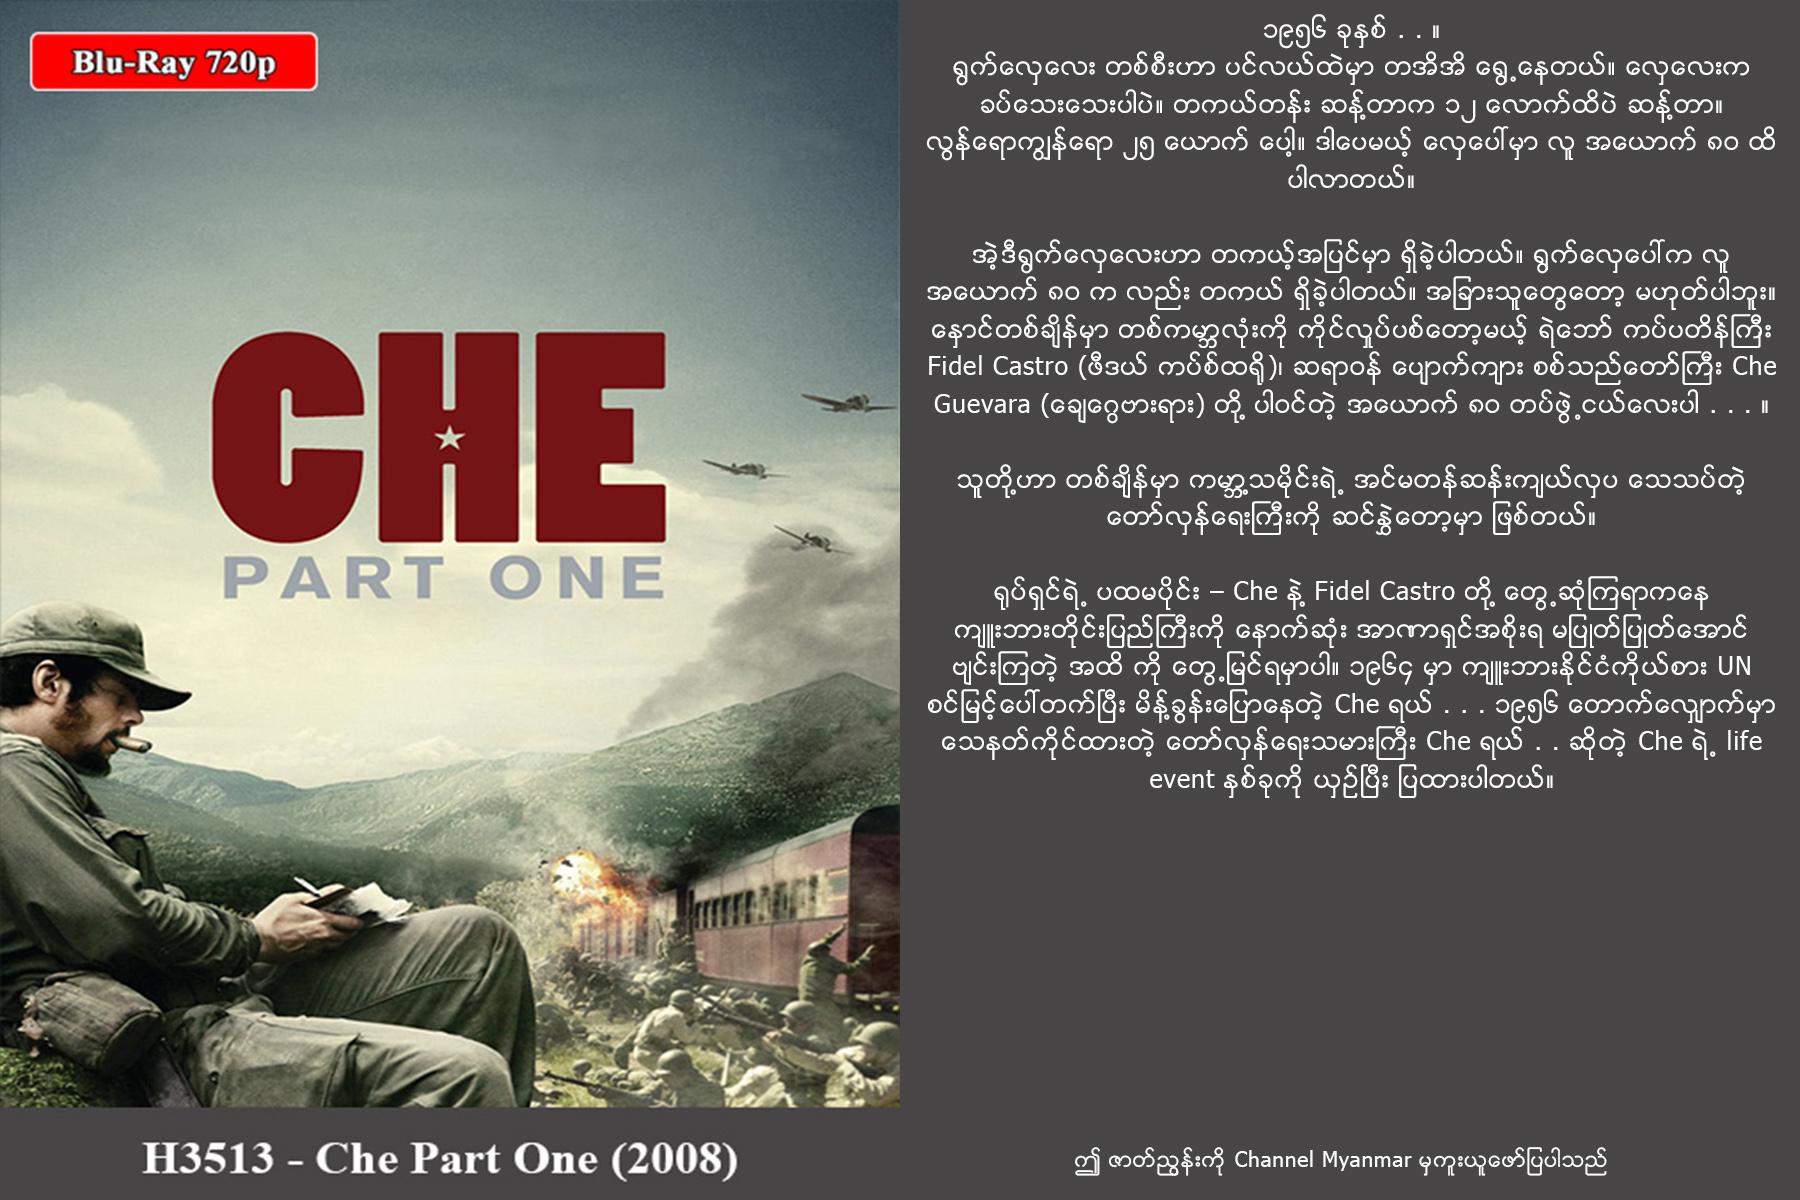 Blu-Ray 720p
CHE
PART ONE
H3513 - Che Part One (2008)
၁၉၅၆ ခုနှစ် . . ။
ရွက်လှေလေး တစ်စီးဟာ ပင်လယ်ထဲမှာ တအိအိ ရွေ့နေတယ်။ လှေလေးက
ခပ်သေးသေးပါပဲ။ တကယ်တန်း ဆန့်တာက ၁၂ လောက်ထိပဲ ဆန့်တာ။
လွန်ရောကျွန်ရော ၂၅ ယောက် ပေါ့။ ဒါပေမယ့် လှေပေါ်မှာ လူ အယောက် ၈၀ ထိ
ပါလာတယ်။
အဲ့ဒီရွက်လှေလေးဟာ တကယ့်အပြင်မှာ ရှိခဲ့ပါတယ်။ ရွက်လှေပေါ်က လူ
အယောက် ၈၀ က လည်း တကယ် ရှိခဲ့ပါတယ်။ အခြားသူတွေတော့ မဟုတ်ပါဘူး။
နှောင်တစ်ချိန်မှာ တစ်ကမ္ဘာလုံးကို ကိုင်လှုပ်ပစ်တော့မယ့် ရဲဘော် ကပ်ပတိန်ကြီး
Fidel Castro (ဖီဒယ် ကပ်စ်ထရို)၊ ဆရာဝန် ပျောက်ကျား စစ်သည်တော်ကြီး Che
Guevara (ချေဂွေဗားရား) တို့ ပါဝင်တဲ့ အယောက် ၈၀ တပ်ဖွဲ့ငယ်လေးပါ . . . ။
သူတို့ဟာ တစ်ချိန်မှာ ကမ္ဘာ့သမိုင်းရဲ့ အင်မတန်ဆန်းကျယ်လှပ သေသပ်တဲ့
တော်လှန်ရေးကြီးကို ဆင်နွှဲတော့မှာ ဖြစ်တယ်။
ရုပ်ရှင်ရဲ့ ပထမပိုင်း – Che နဲ့ Fidel Castro တို့ တွေ့ဆုံကြရာကနေ
ကျူးဘားတိုင်းပြည်ကြီးကို နောက်ဆုံး အာဏာရှင်အစိုးရ မပြုတ်ပြုတ်အောင်
ဗျင်းကြတဲ့ အထိ ကို တွေ့မြင်ရမှာပါ။ ၁၉၆၄ မှာ ကျူးဘားနိုင်ငံကိုယ်စား UN
စင်မြင့်ပေါ်တက်ပြီး မိန့်ခွန်းပြောနေတဲ့ Che ရယ် . . . ၁၉၅၆ တောက်လျှောက်မှာ
သေနတ်ကိုင်ထားတဲ့ တော်လှန်ရေးသမားကြီး Che ရယ် . . ဆိုတဲ့ Che ရဲ့ life
event နှစ်ခုကို ယှဉ်ပြီး ပြထားပါတယ်။
ဤ ဇာတ်ညွှန်းကို Channel Myanmar မှကူးယူဖော်ပြပါသည်